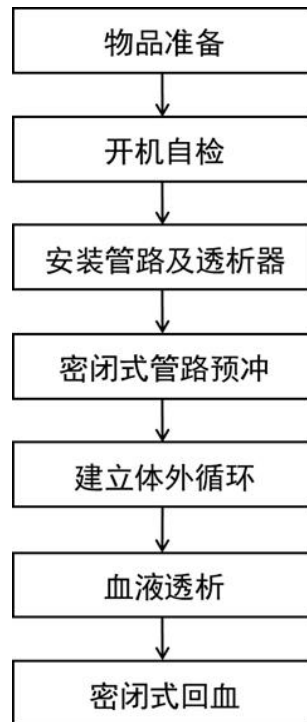 物品准备
开机自检
安装管路及透析器
密闭式管路预冲
建立体外循环
血液透析
密闭式回血